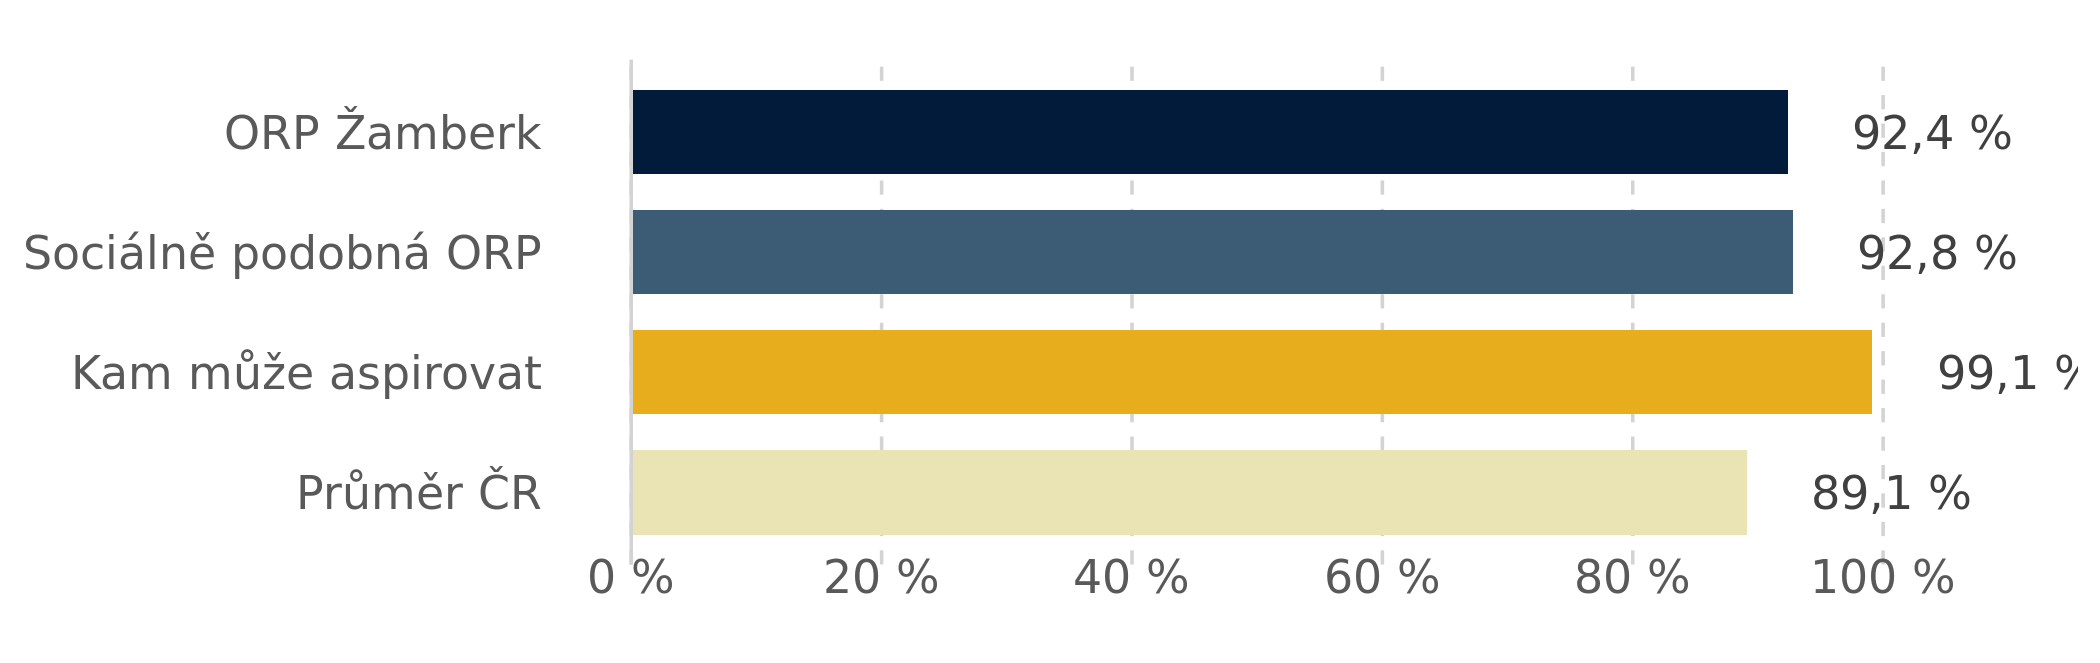 ORP Žamberk 92,4 %
Sociálně podobná ORP 92,8 %
Kam může aspirovat 99,1 %
Průměr ČR 89,1 %
0 % 20 % 40 % 60 % 80 % 100 %